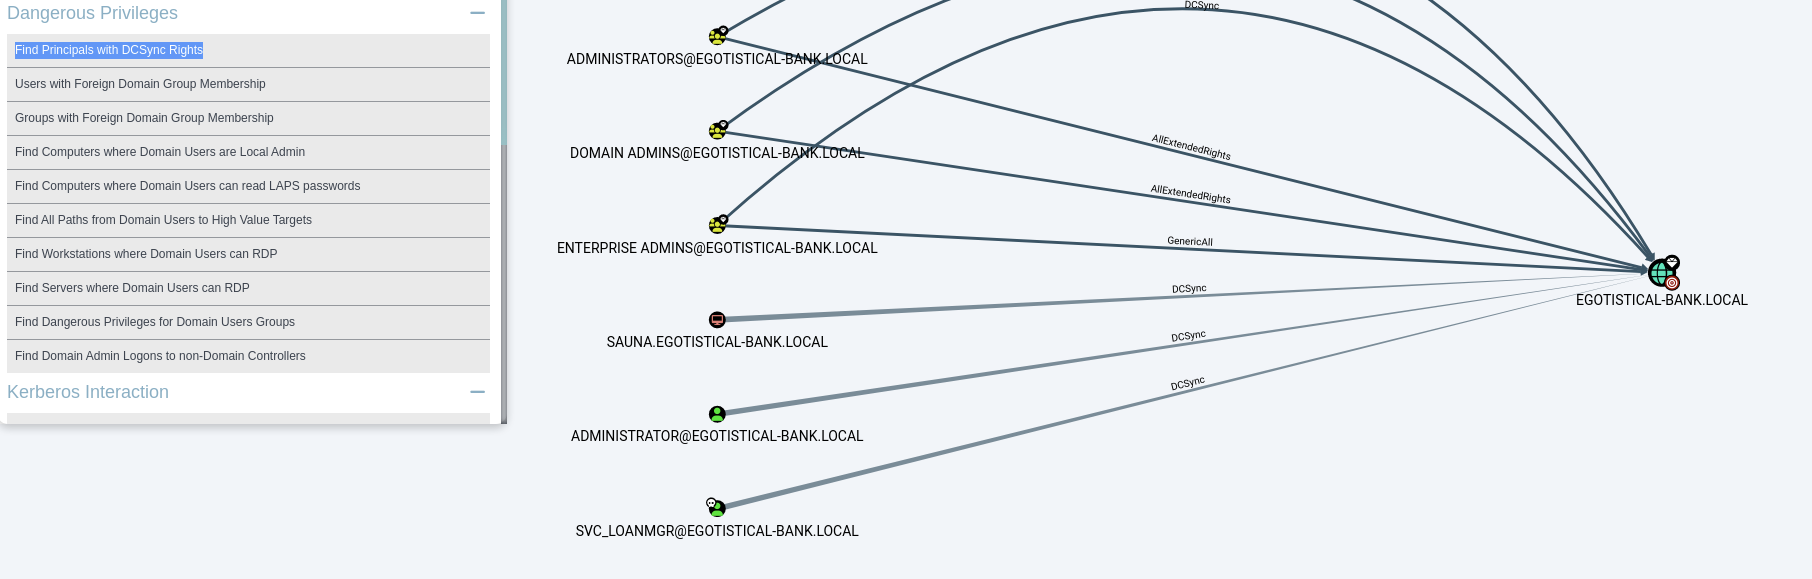 Dangerous Privileges
Find Principals with DCSync Rights
Users with Foreign Domain Group Membership
Groups with Foreign Domain Group Membership
Find Computers where Domain Users are Local Admin
Find Computers where Domain Users can read LAPS passwords
Find All Paths from Domain Users to High Value Targets
Find Workstations where Domain Users can RDP
Find Servers where Domain Users can RDP
Find Dangerous Privileges for Domain Users Groups
Find Domain Admin Logons to non-Domain Controllers
Kerberos Interaction
DCSync
ADMINISTRATORS@EGOTISTICAL-BANK.LOCAL
AllExtendedRights
DOMAIN ADMINS@EGOTISTICAL-BANK.LOCAL
AllExtendedRights
GenericAll
ENTERPRISE ADMINS@EGOTISTICAL-BANK.LOCAL
DCSync
EGOTISTICAL-BANK.LOCAL
SAUNA.EGOTISTICAL-BANK.LOCAL
DCSync
DCSync
ADMINISTRATOR@EGOTISTICAL-BANK.LOCAL
SVC_LOANMGR@EGOTISTICAL-BANK.LOCAL